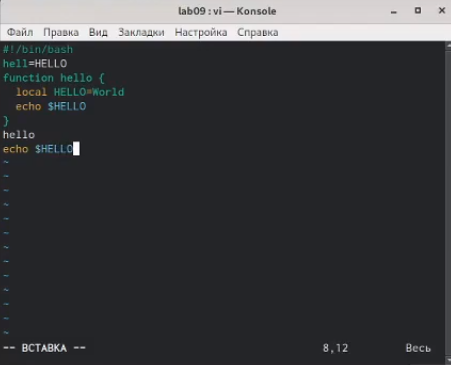 lab09 : vi — Konsole
Файл Правка Вид Закладки Настройка Справка
#!/bin/bash
hell=HELLO
function hello {
  local HELLO=World
  echo $HELLO
}
hello
echo $HELLO
~
~
~
~
~
~
~
~
~
~
~
~
~
-- ВСТАВКА -- 8,12 Весь